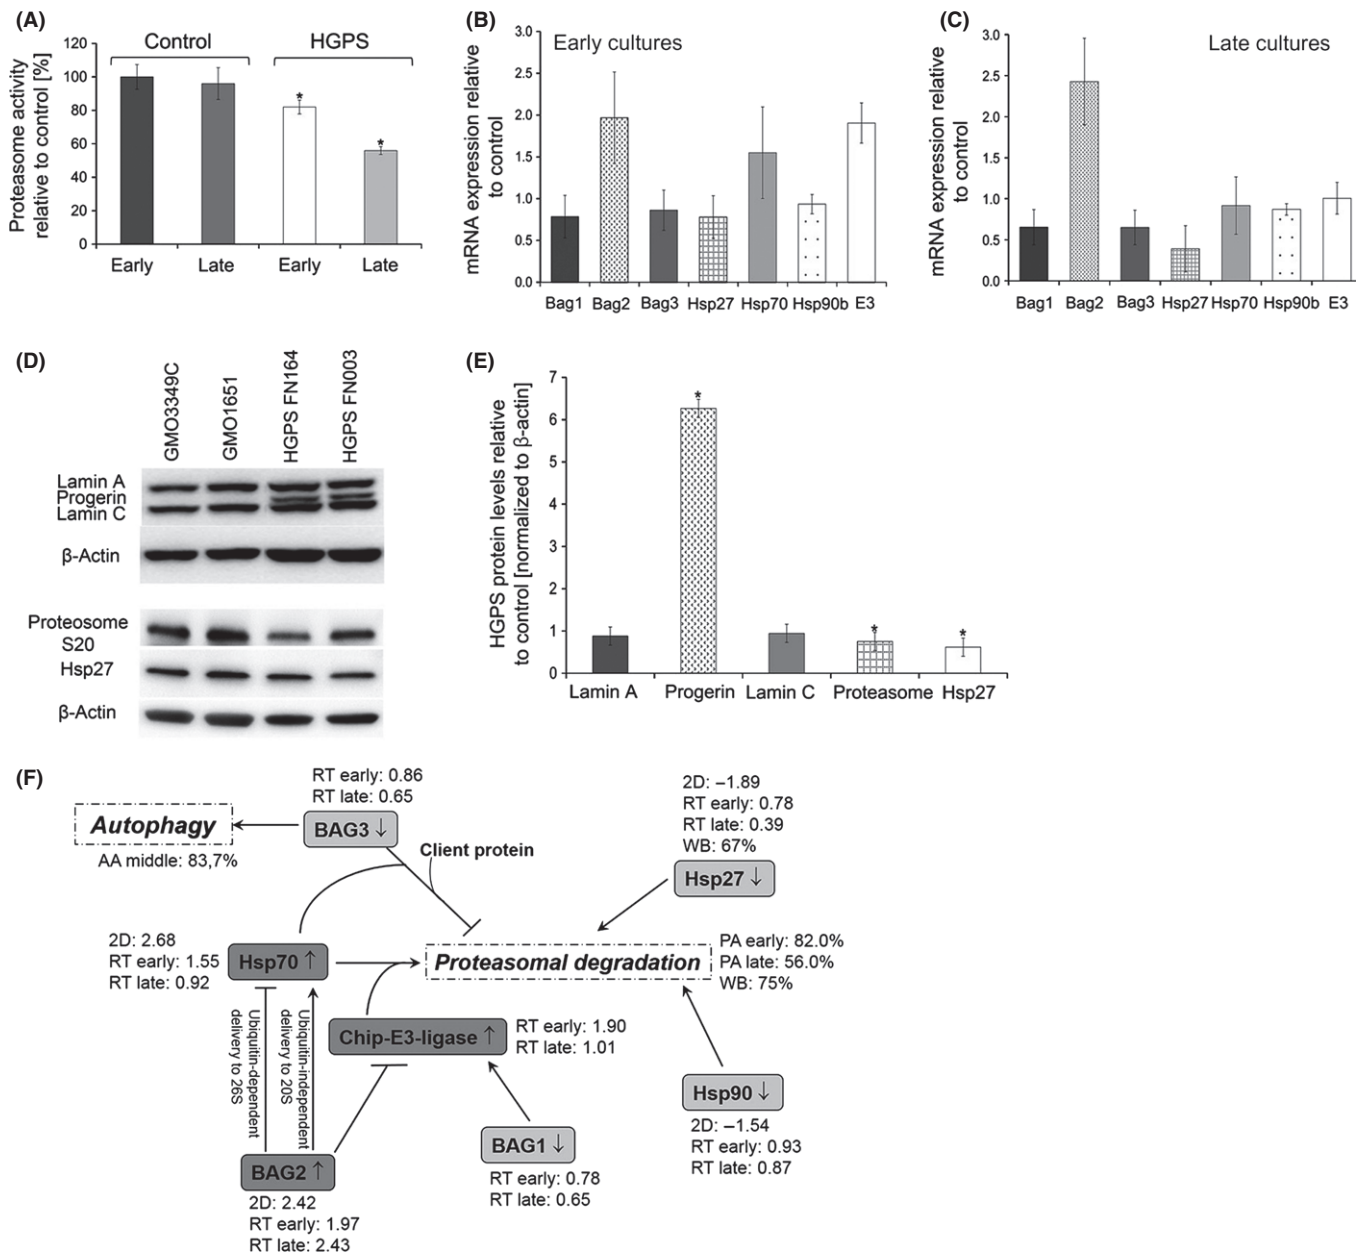 (A)
Proteasome activity
relative to control [%]
120
100
80
60
40
20
0
Control
HGPS
*
*
Early
Late
Early
Late
(B)
mRNA expression relative
to control
3.0
2.5
2.0
1.5
1.0
0.5
0.0
Early cultures
Bag1
Bag2
Bag3
Hsp27
Hsp70
Hsp90b
E3
(C)
mRNA expression relative
to control
3.0
2.5
2.0
1.5
1.0
0.5
0.0
Late cultures
Bag1
Bag2
Bag3
Hsp27
Hsp70
Hsp90b
E3
(D)
GMO3349C
GMO1651
HGPS FN164
HGPS FN003
Lamin A
Progerin
Lamin C
β-Actin
Proteosome
S20
Hsp27
β-Actin
(E)
HGPS protein levels relative
to control [normalized to β-actin]
7
6
5
4
3
2
1
0
*
*
*
Lamin A
Progerin
Lamin C
Proteasome
Hsp27
(F)
RT early: 0.86
RT late: 0.65
BAG3 ↓
Autophagy
AA middle: 83,7%
Client protein
2D: –1.89
RT early: 0.78
RT late: 0.39
WB: 67%
Hsp27 ↓
2D: 2.68
RT early: 1.55
RT late: 0.92
Hsp70 ↑
Proteasomal degradation
PA early: 82.0%
PA late: 56.0%
WB: 75%
Ubiquitin-dependent
delivery to 26S
Ubiquitin-independent
delivery to 20S
Chip-E3-ligase ↑
RT early: 1.90
RT late: 1.01
Hsp90 ↓
2D: –1.54
RT early: 0.93
RT late: 0.87
BAG1 ↓
RT early: 0.78
RT late: 0.65
BAG2 ↑
2D: 2.42
RT early: 1.97
RT late: 2.43